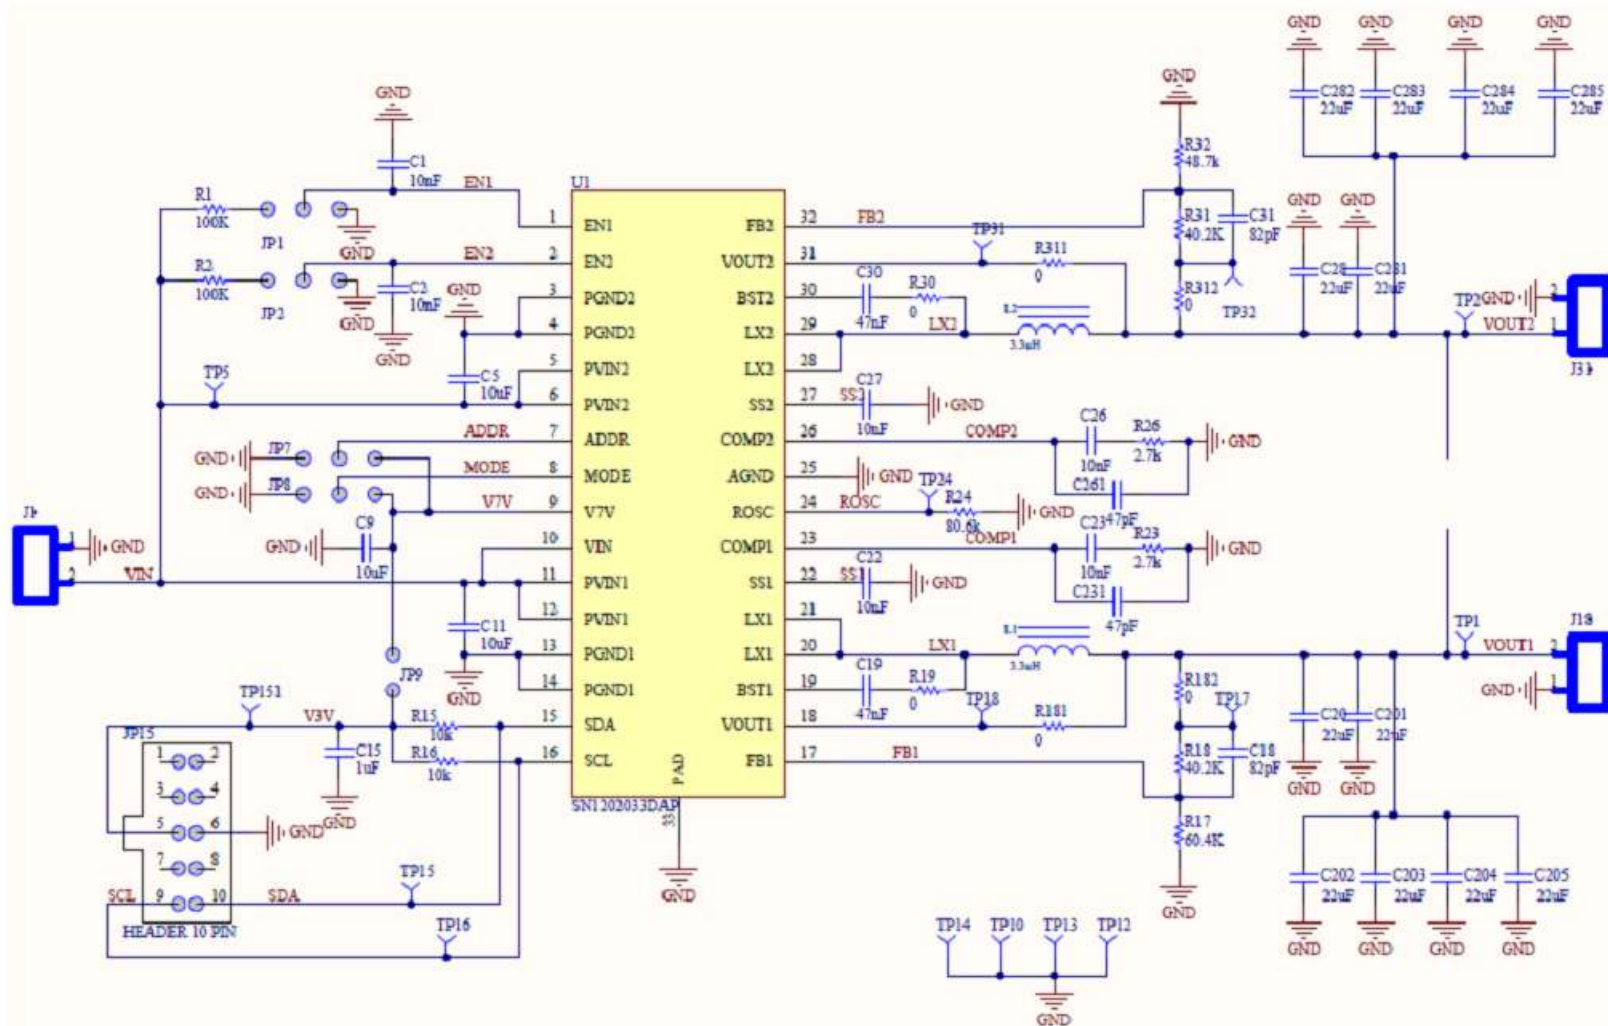 GND GND GND GND
C282 C283 C284 C285
22uF 22uF 22uF 22uF
GND
R32
48.7k
GND
C1
10nF
EN1
R1
100K
JP1
GND
GND
EN2
R2
100K
JP2
GND
C2
10nF
GND
GND
C5
10uF
TP5
ADDR
MODE
V7V
GND
JP7
GND
JP8
GND
C9
10uF
J1
1
2
GND
VIN
C11
10uF
GND
JP9
TP151
V3V
R15
10k
R16
10k
C15
1uF
GND
JP15
1 2
3 4
5 6
7 8
9 10
GND
SCL
SDA
TP15
TP16
HEADER 10 PIN
U1
1 EN1
2 EN2
3 PGND2
4 PGND2
5 PVIN2
6 PVIN2
7 ADDR
8 MODE
9 V7V
10 VIN
11 PVIN1
12 PVIN1
13 PGND1
14 PGND1
15 SDA
16 SCL
FB2 32
VOUT2 31
BST2 30
LX2 29
LX2 28
SS2 27
COMP2 26
AGND 25
ROSC 24
COMP1 23
SS1 22
LX1 21
LX1 20
BST1 19
VOUT1 18
FB1 17
PAD
33
SN1202033DAP
GND
FB2
TP31
R311
0
R31
40.2K
C31
82pF
R312
0
TP32
C30
47nF
R30
0
LX2
L2
3.3uH
GND GND
C28 C281
22uF 22uF
TP2
GND
2
1
VOUT2
J31
SS2
C27
10nF
GND
COMP2
C26
10nF
R26
2.7k
C261
47pF
GND
GND
TP24
ROSC
R24
80.6k
GND
COMP1
C23
10nF
R23
2.7k
C231
47pF
GND
SS1
C22
10nF
GND
LX1
L1
3.3uH
C19
47nF
R19
0
TP18
R181
0
R182
0
TP17
R18
40.2K
C18
82pF
FB1
R17
60.4K
GND
C20 C201
22uF 22uF
GND GND
TP1
VOUT1
2
1
GND
J18
C202 C203 C204 C205
22uF 22uF 22uF 22uF
GND GND GND GND
TP14 TP10 TP13 TP12
GND